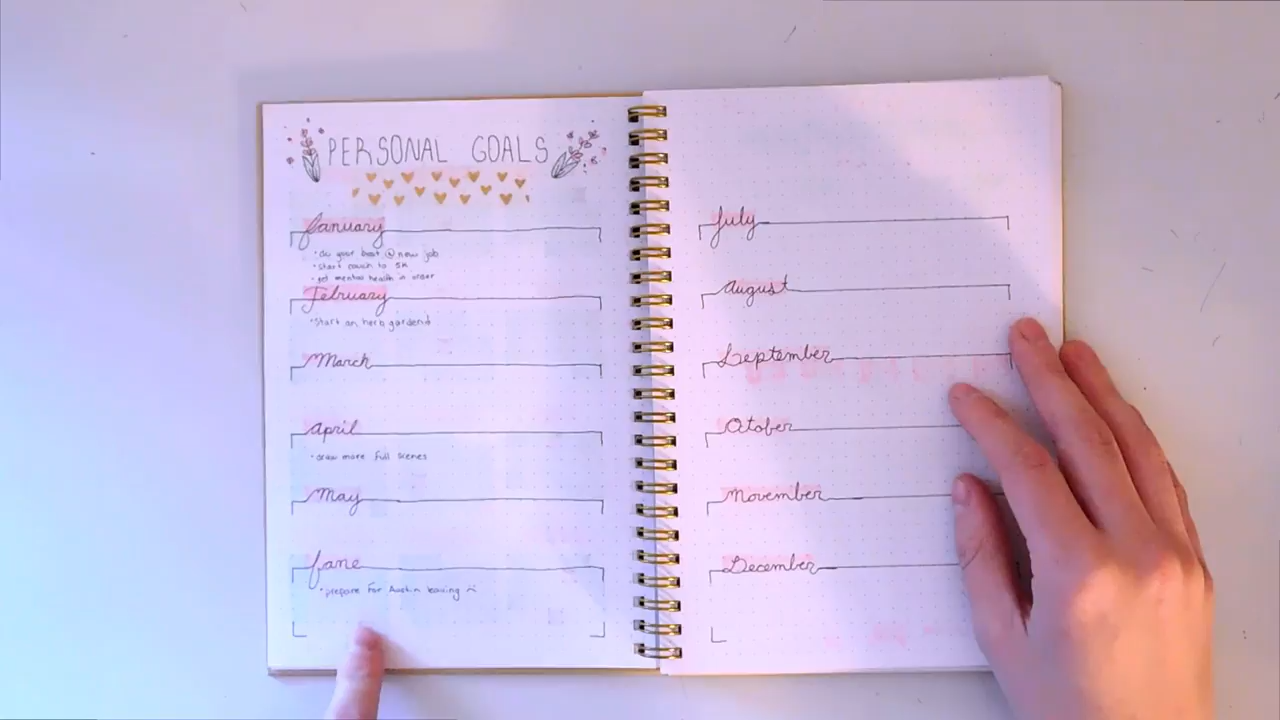 PERSONAL GOALS
January
• do your best @ new job
• start couch to 5K
• get mental health in order
February
• start an herb garden!
March
April
• draw more full scenes
May
June
• prepare for Austin leaving
July
August
September
Otober
November
December